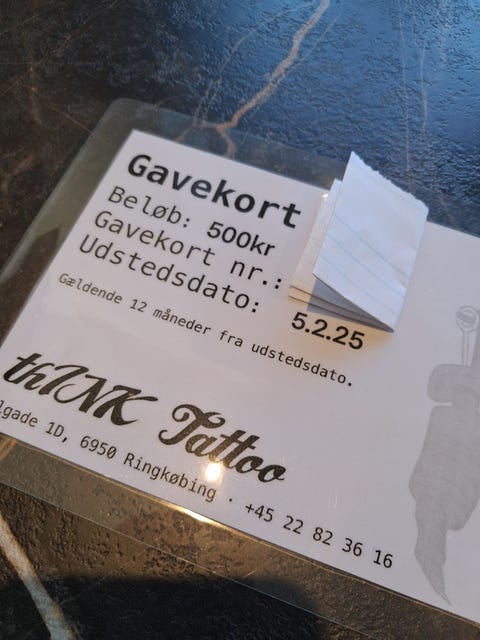 Gavekort
Beløb: 500kr
Gavekort nr.:
Udstedsdato: 5.2.25
Gældende 12 måneder fra udstedsdato.
thINK Tattoo
1D, 6950 Ringkøbing . +45 22 82 36 16